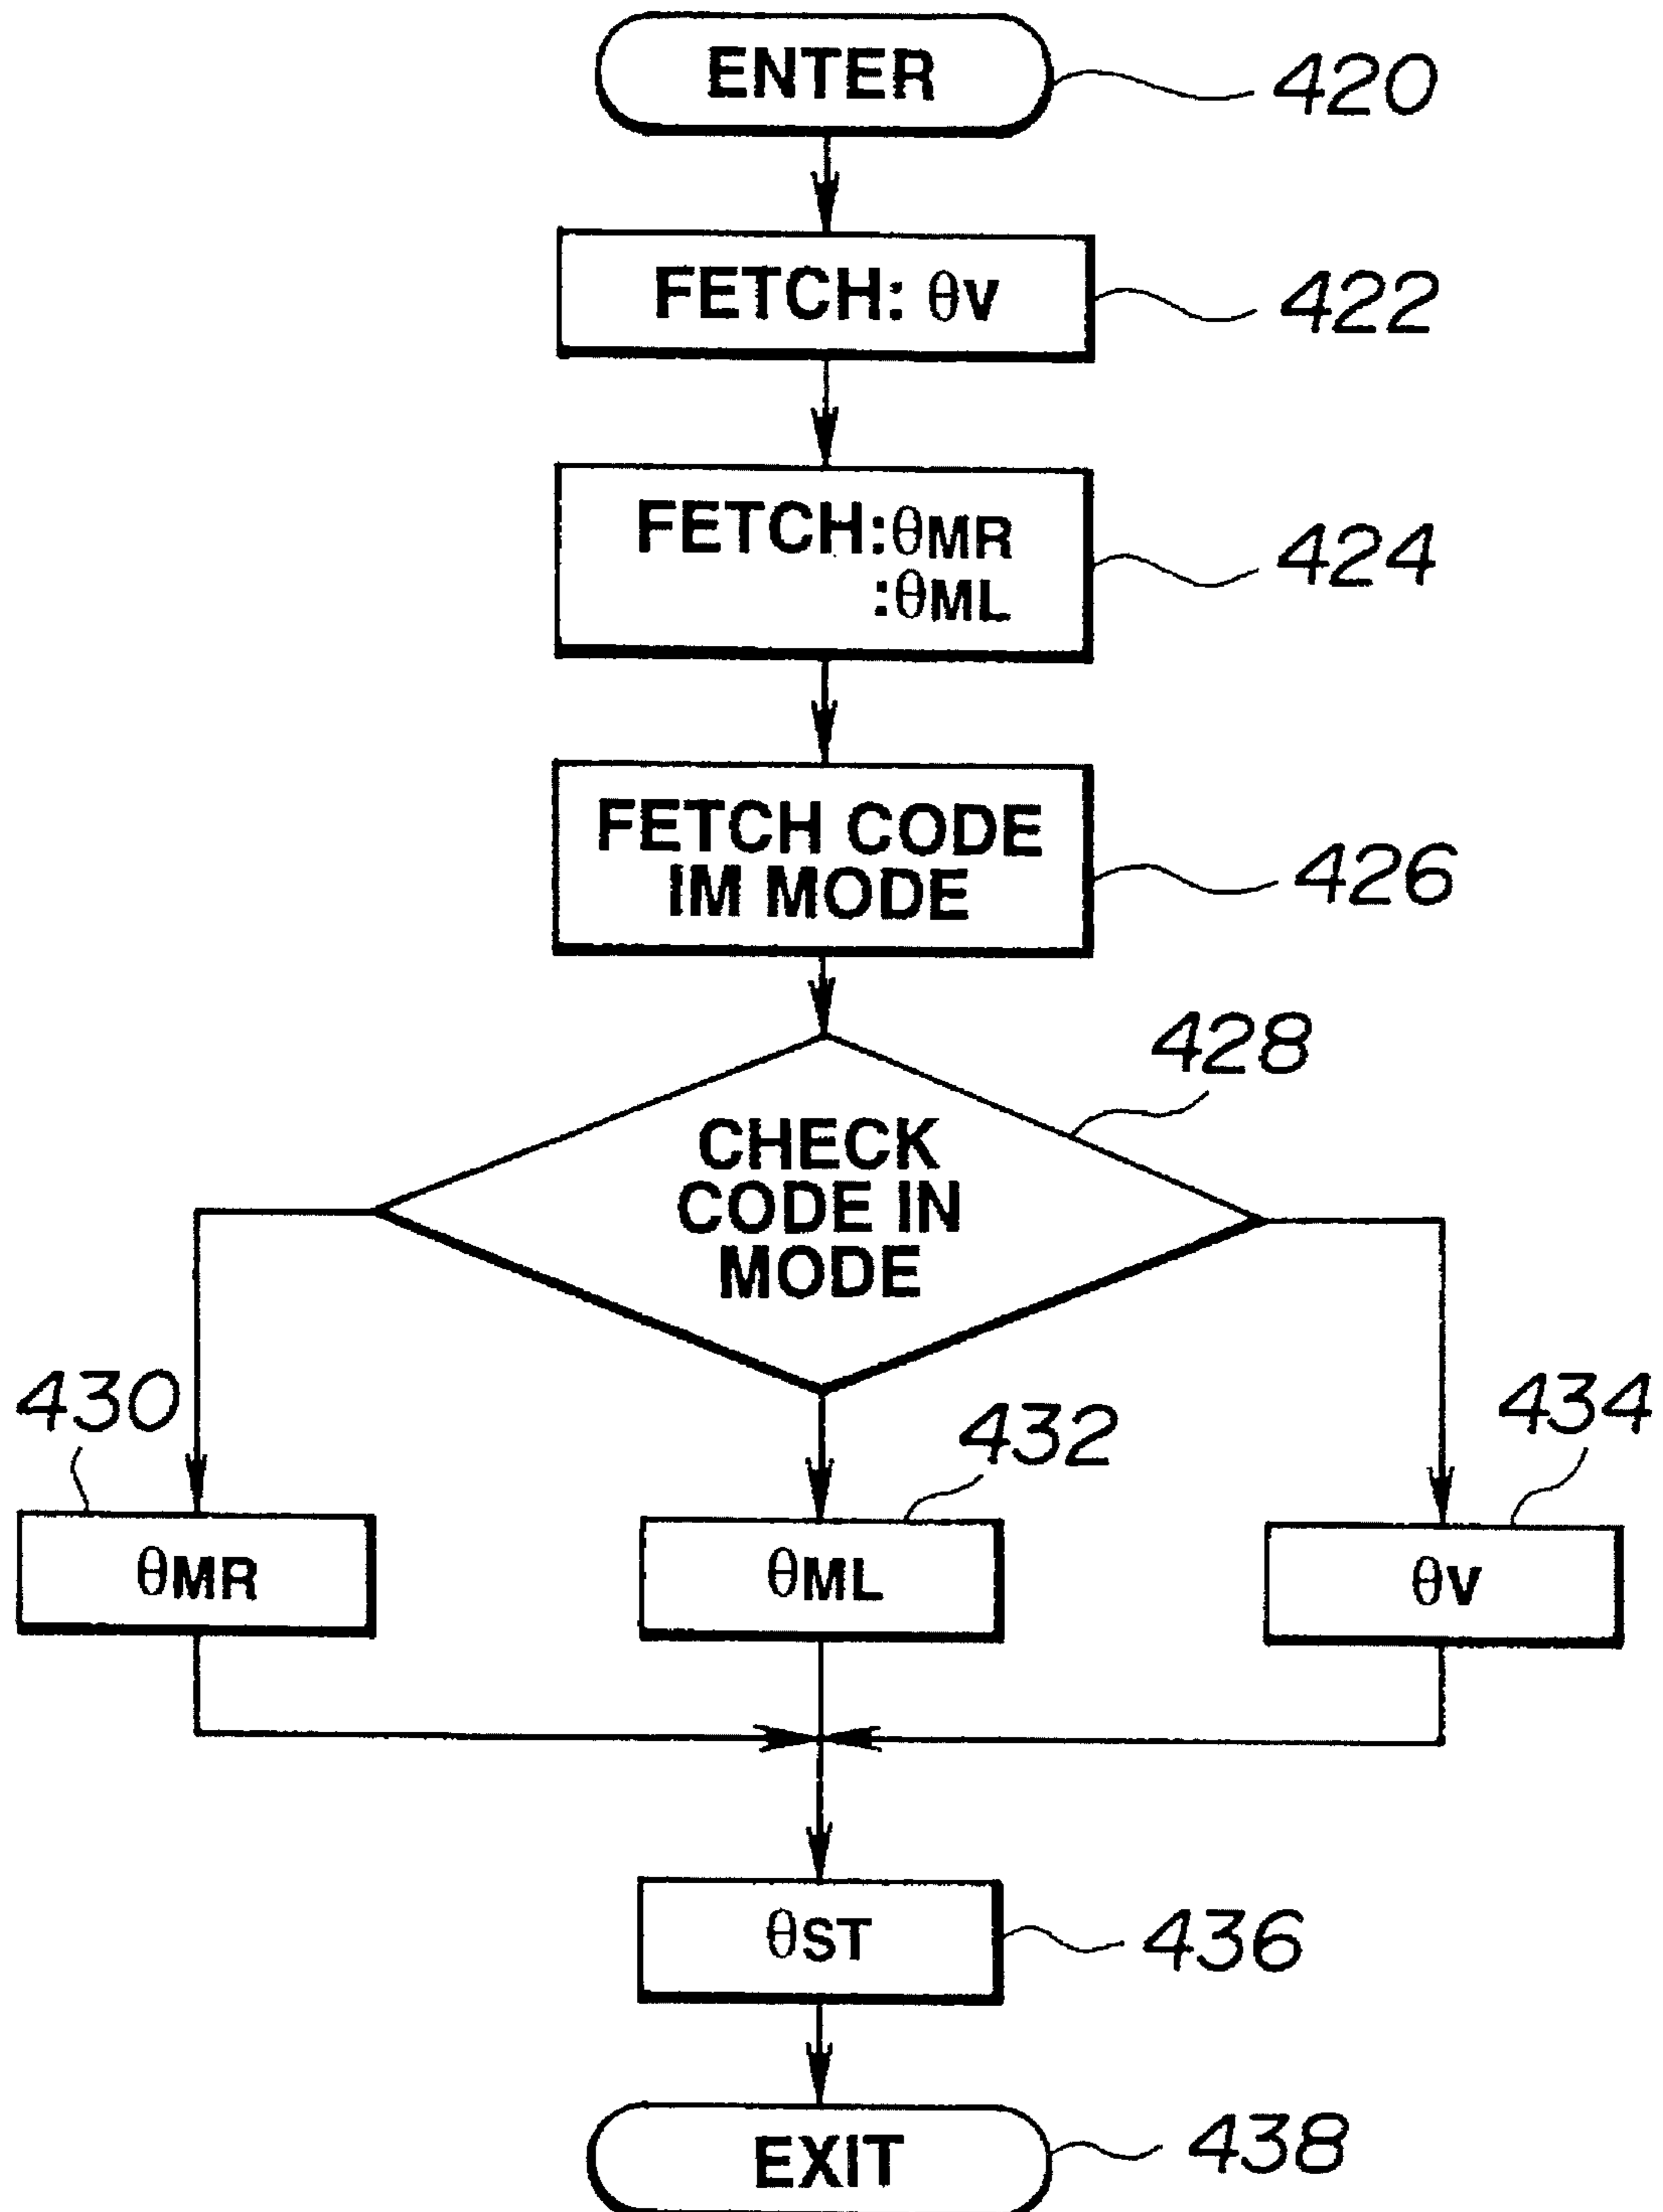 ENTER
420
FETCH: θV
422
FETCH:θMR
:θML
424
FETCH CODE
IM MODE
426
428
CHECK
CODE IN
MODE
430
432
434
θMR
θML
θV
θST
436
EXIT
438